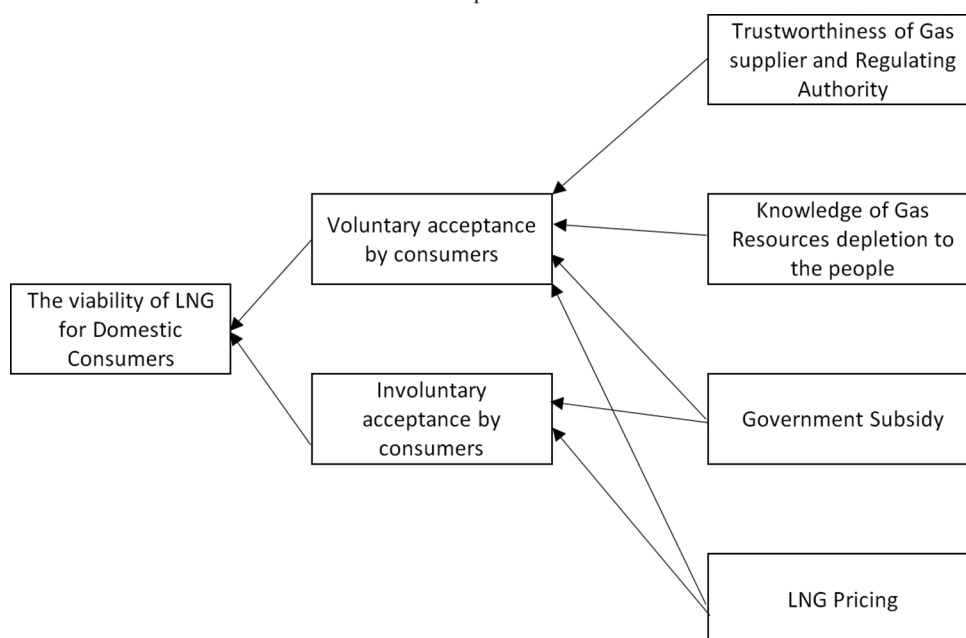 Trustworthiness of Gas
supplier and Regulating
Authority
Voluntary acceptance
by consumers
Knowledge of Gas
Resources depletion to
the people
The viability of LNG
for Domestic
Consumers
Involuntary
acceptance by
consumers
Government Subsidy
LNG Pricing